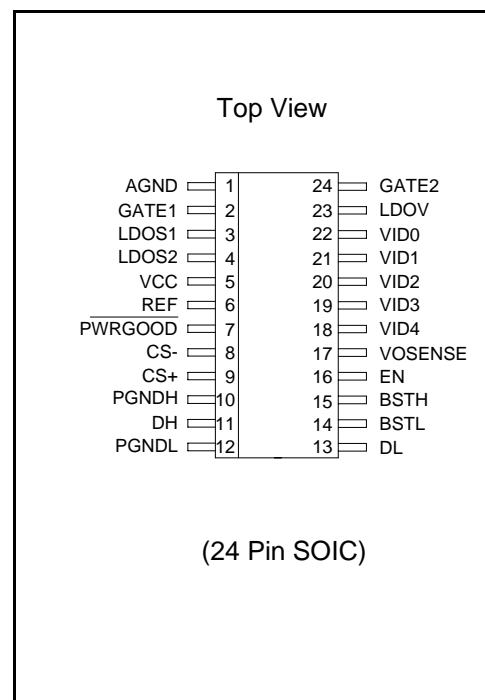 Top View
AGND 1 24 GATE2
GATE1 2 23 LDOV
LDOS1 3 22 VID0
LDOS2 4 21 VID1
VCC 5 20 VID2
REF 6 19 VID3
PWRGOOD 7 18 VID4
CS- 8 17 VOSENSE
CS+ 9 16 EN
PGNDH 10 15 BSTH
DH 11 14 BSTL
PGNDL 12 13 DL
(24 Pin SOIC)